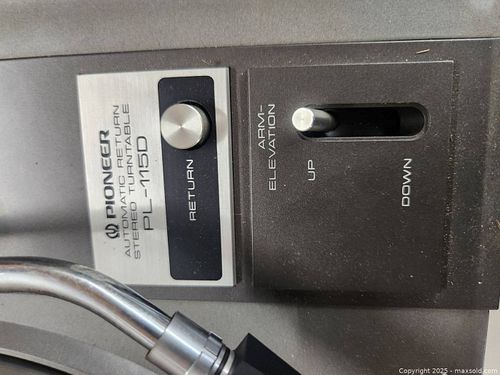 PIONEER
AUTOMATIC RETURN
STEREO TURNTABLE
PL-115D
RETURN
ARM-
ELEVATION
UP
DOWN
Copyright 2025 - maxsold.com